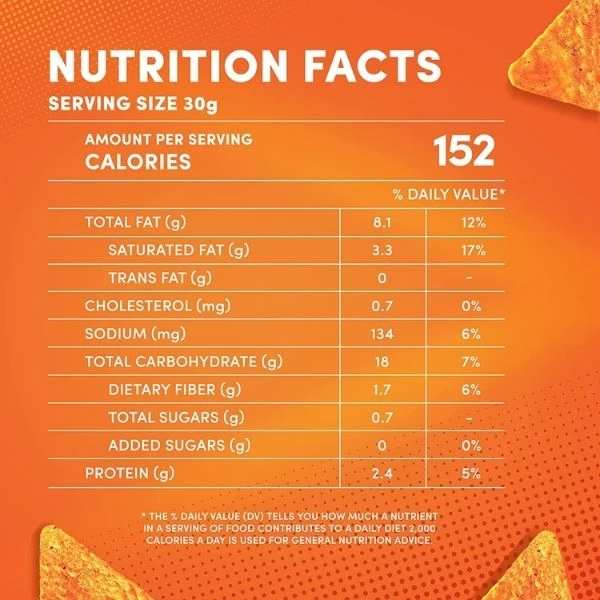 NUTRITION FACTS
SERVING SIZE 30g
AMOUNT PER SERVING
CALORIES 152
% DAILY VALUE*
TOTAL FAT (g) 8.1 12%
SATURATED FAT (g) 3.3 17%
TRANS FAT (g) 0 -
CHOLESTEROL (mg) 0.7 0%
SODIUM (mg) 134 6%
TOTAL CARBOHYDRATE (g) 18 7%
DIETARY FIBER (g) 1.7 6%
TOTAL SUGARS (g) 0.7 -
ADDED SUGARS (g) 0 0%
PROTEIN (g) 2.4 5%
* THE % DAILY VALUE (DV) TELLS YOU HOW MUCH A NUTRIENT
IN A SERVING OF FOOD CONTRIBUTES TO A DAILY DIET 2,000
CALORIES A DAY IS USED FOR GENERAL NUTRITION ADVICE.